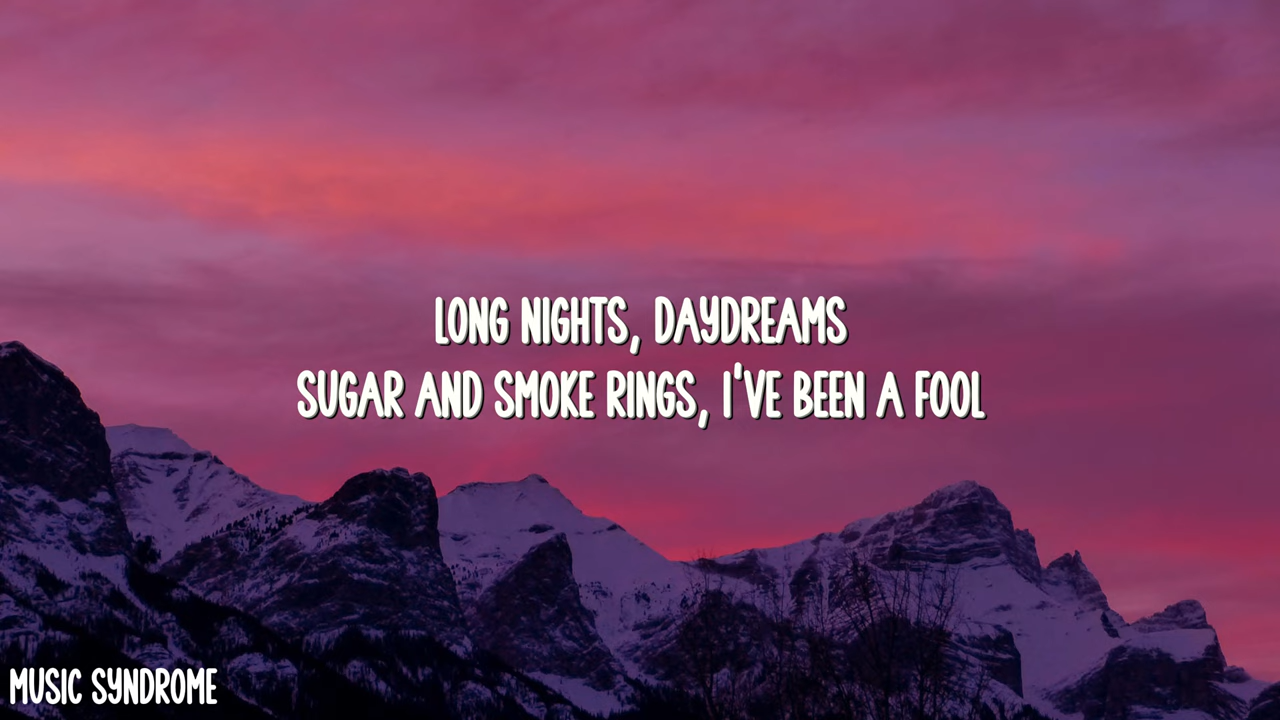 LONG NIGHTS, DAYDREAMS
SUGAR AND SMOKE RINGS, I'VE BEEN A FOOL
MUSIC SYNDROME